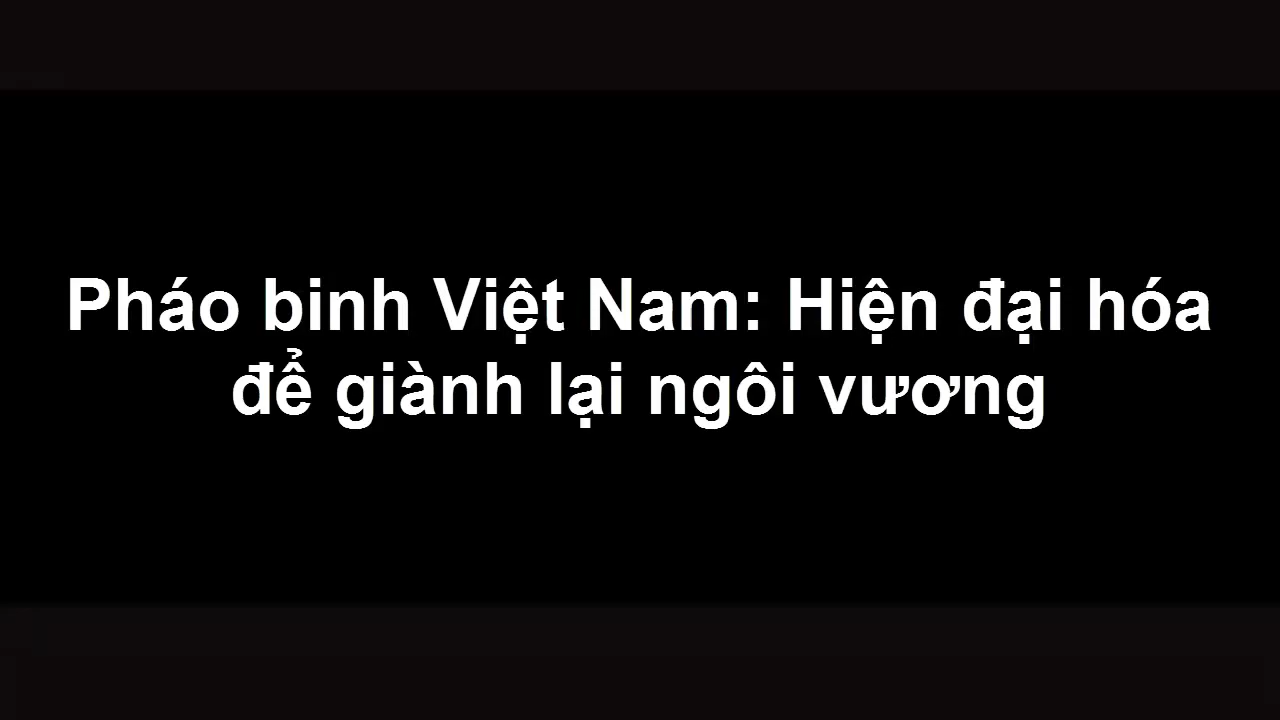 Pháo binh Việt Nam: Hiện đại hóa
để giành lại ngôi vương